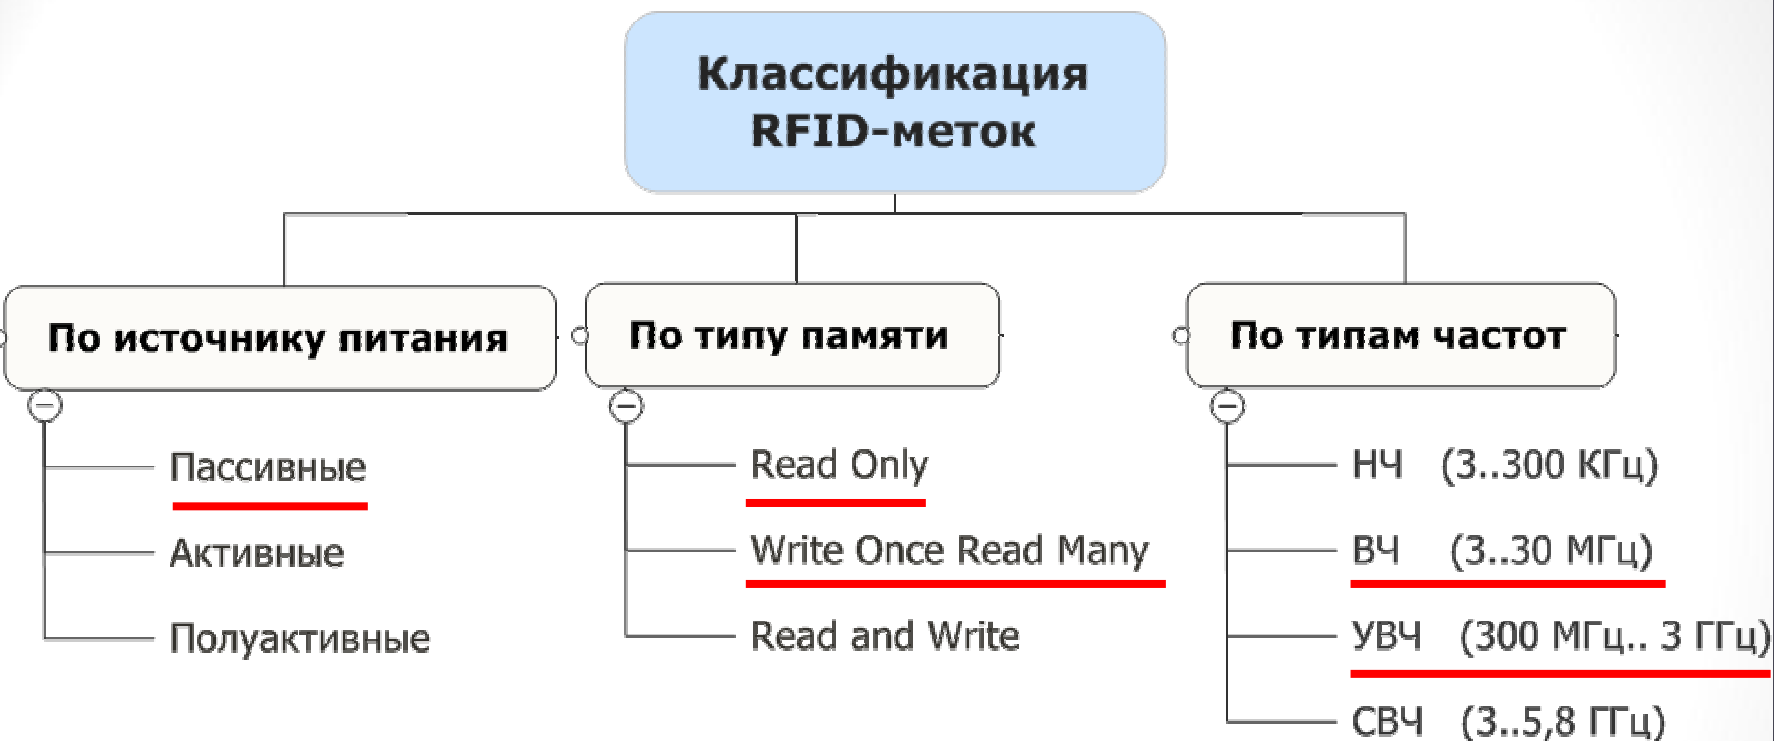 Классификация
RFID-меток
По источнику питания
Пассивные
Активные
Полуактивные
По типу памяти
Read Only
Write Once Read Many
Read and Write
По типам частот
НЧ (3..300 КГц)
ВЧ (3..30 МГц)
УВЧ (300 МГц.. 3 ГГц)
СВЧ (3..5,8 ГГц)